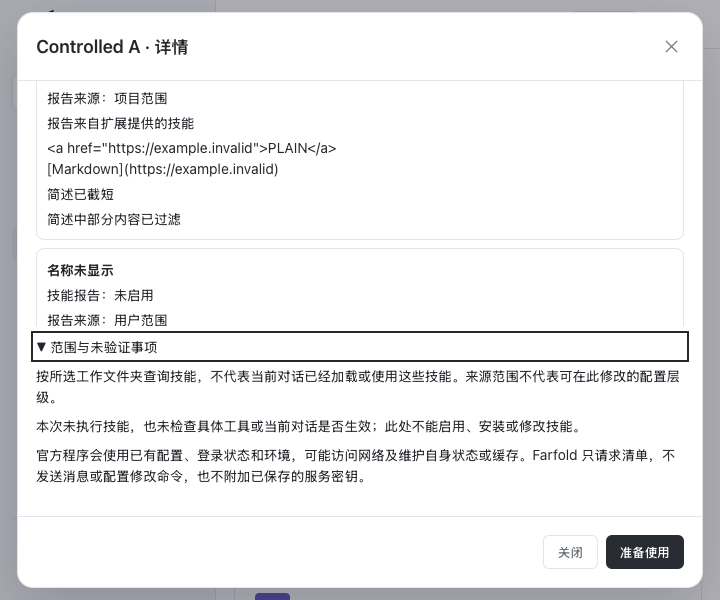 Controlled A · 详情
报告来源：项目范围
报告来自扩展提供的技能
<a href="https://example.invalid">PLAIN</a>
[Markdown](https://example.invalid)
简述已截短
简述中部分内容已过滤
名称未显示
技能报告：未启用
报告来源：用户范围
▼ 范围与未验证事项
按所选工作文件夹查询技能，不代表当前对话已经加载或使用这些技能。来源范围不代表可在此修改的配置层
级。
本次未执行技能，也未检查具体工具或当前对话是否生效；此处不能启用、安装或修改技能。
官方程序会使用已有配置、登录状态和环境，可能访问网络及维护自身状态或缓存。Farfold 只请求清单，不
发送消息或配置修改命令，也不附加已保存的服务密钥。
关闭
准备使用